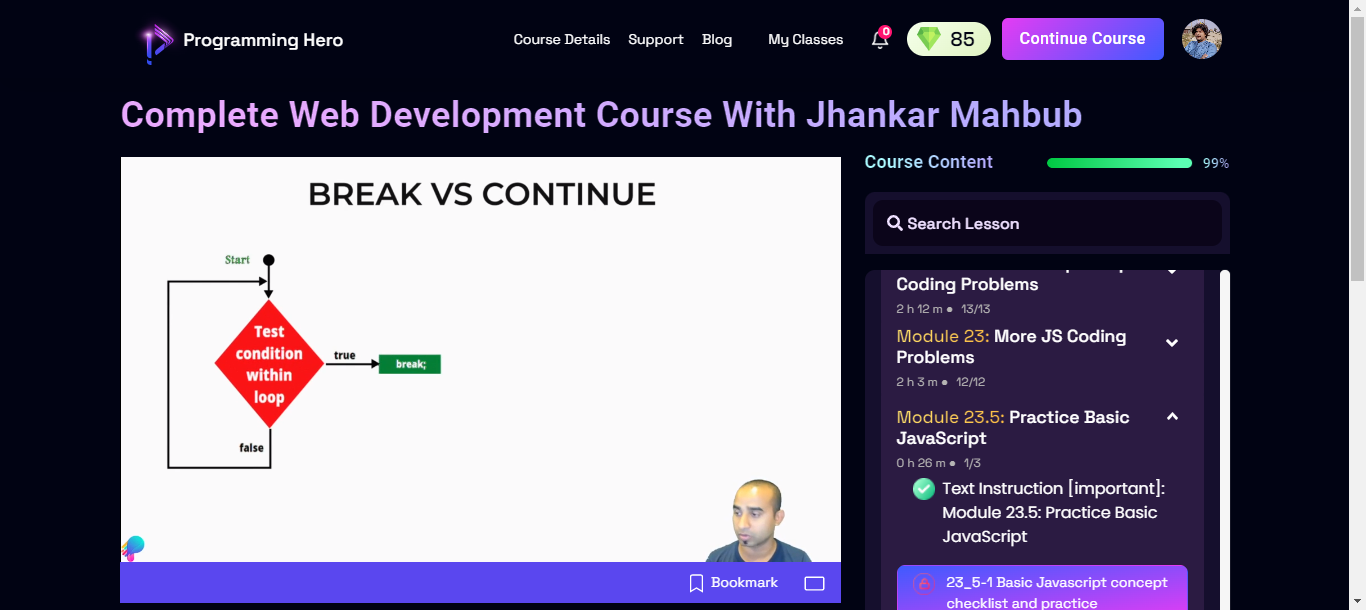 Programming Hero
Course Details
Support
Blog
My Classes
0
85
Continue Course
Complete Web Development Course With Jhankar Mahbub
BREAK VS CONTINUE
Start
Test
condition
within
loop
true
break;
false
Bookmark
Course Content
99%
Search Lesson
Coding Problems
2 h 12 m ● 13/13
Module 23: More JS Coding
Problems
2 h 3 m ● 12/12
Module 23.5: Practice Basic
JavaScript
0 h 26 m ● 1/3
Text Instruction [important]:
Module 23.5: Practice Basic
JavaScript
23_5-1 Basic Javascript concept
checklist and practice